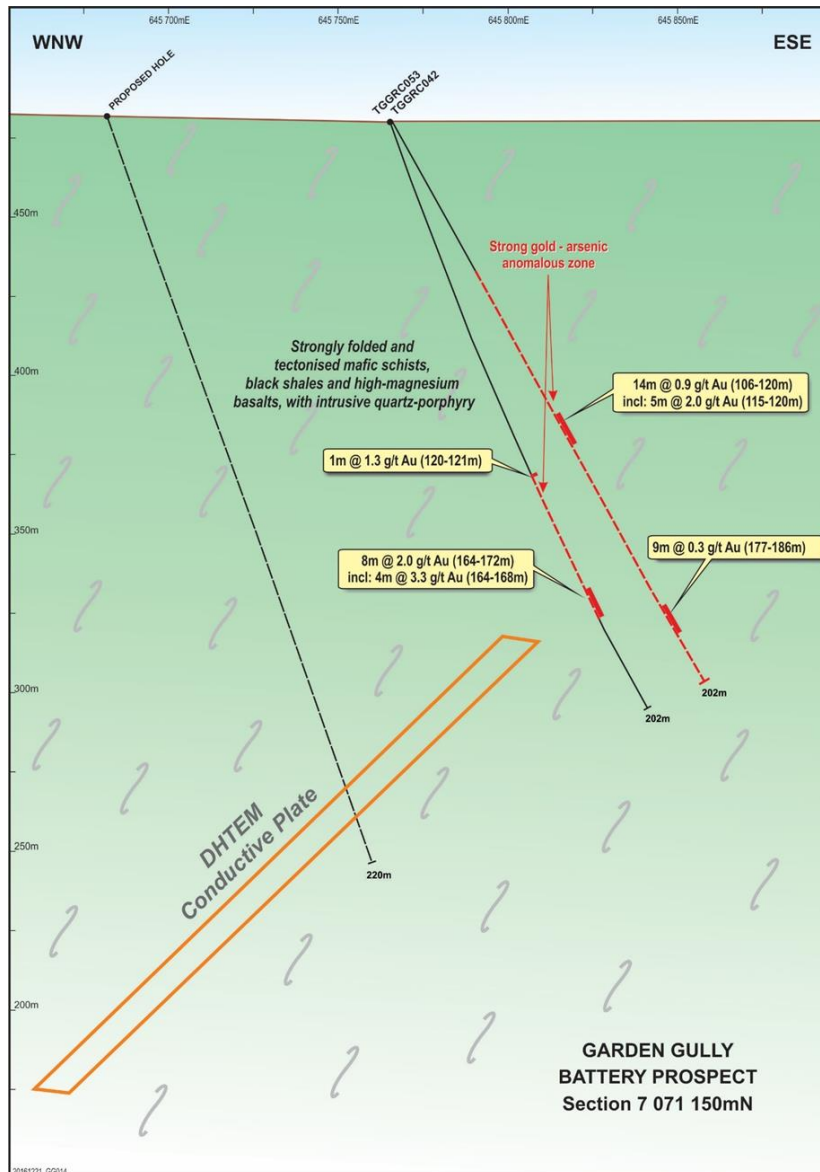 645 700mE
645 750mE
645 800mE
645 850mE
WNW
ESE
PROPOSED HOLE
TGGRC053
TGGRC042
450m
400m
350m
300m
250m
200m
Strong gold - arsenic
anomalous zone
Strongly folded and
tectonised mafic schists,
black shales and high-magnesium
basalts, with intrusive quartz-porphyry
14m @ 0.9 g/t Au (106-120m)
incl: 5m @ 2.0 g/t Au (115-120m)
1m @ 1.3 g/t Au (120-121m)
8m @ 2.0 g/t Au (164-172m)
incl: 4m @ 3.3 g/t Au (164-168m)
9m @ 0.3 g/t Au (177-186m)
202m
202m
DHTEM
Conductive Plate
220m
GARDEN GULLY
BATTERY PROSPECT
Section 7 071 150mN
20161221_GG014